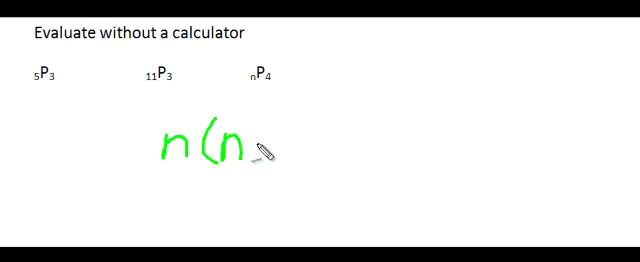 Evaluate without a calculator
₅P₃ ₁₁P₃ ₙP₄
n(n-